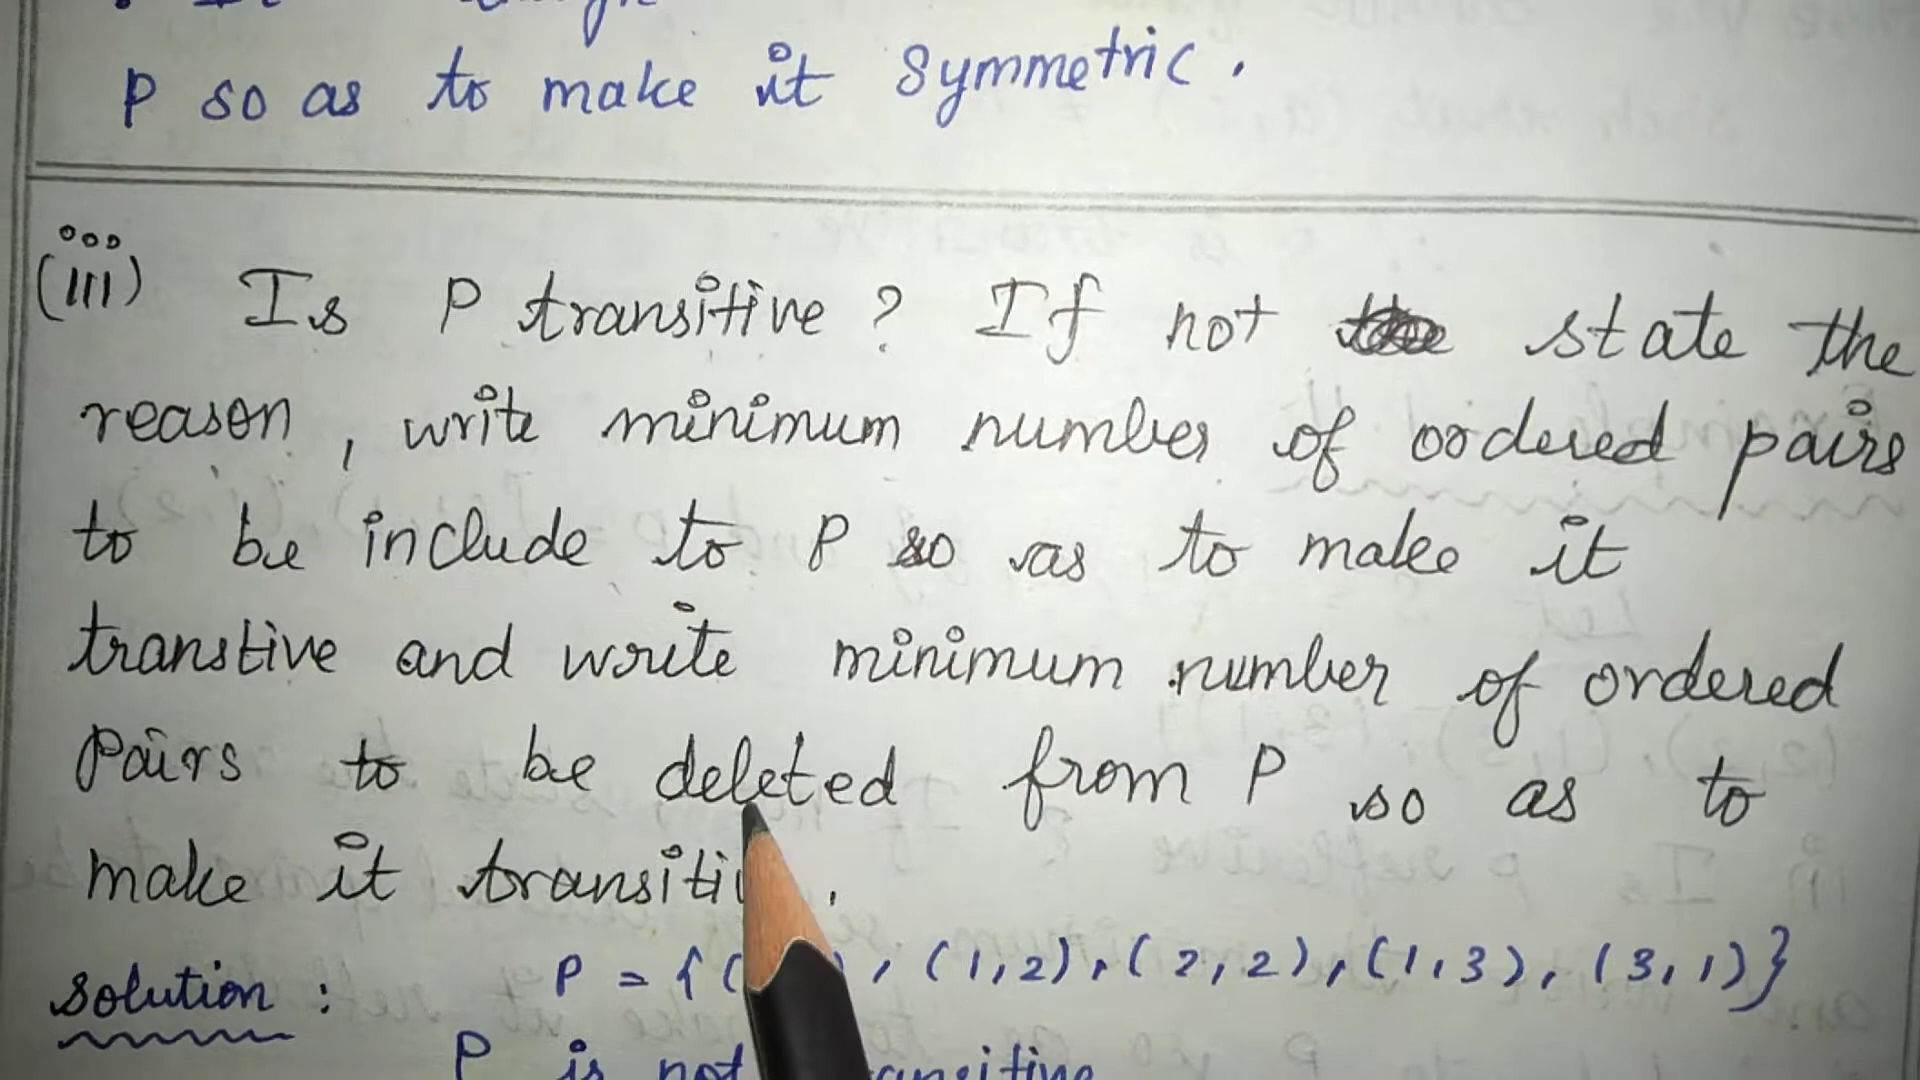 P so as to make it Symmetric.
(iii) Is P transitive? If not state the
reason, write minimum number of ordered pairs
to be include to P so as to make it
transtive and write minimum number of ordered
Pairs to be deleted from P so as to
make it transiti .
Solution : P = {( ), (1,2), (2,2), (1,3), (3,1)}
P is not